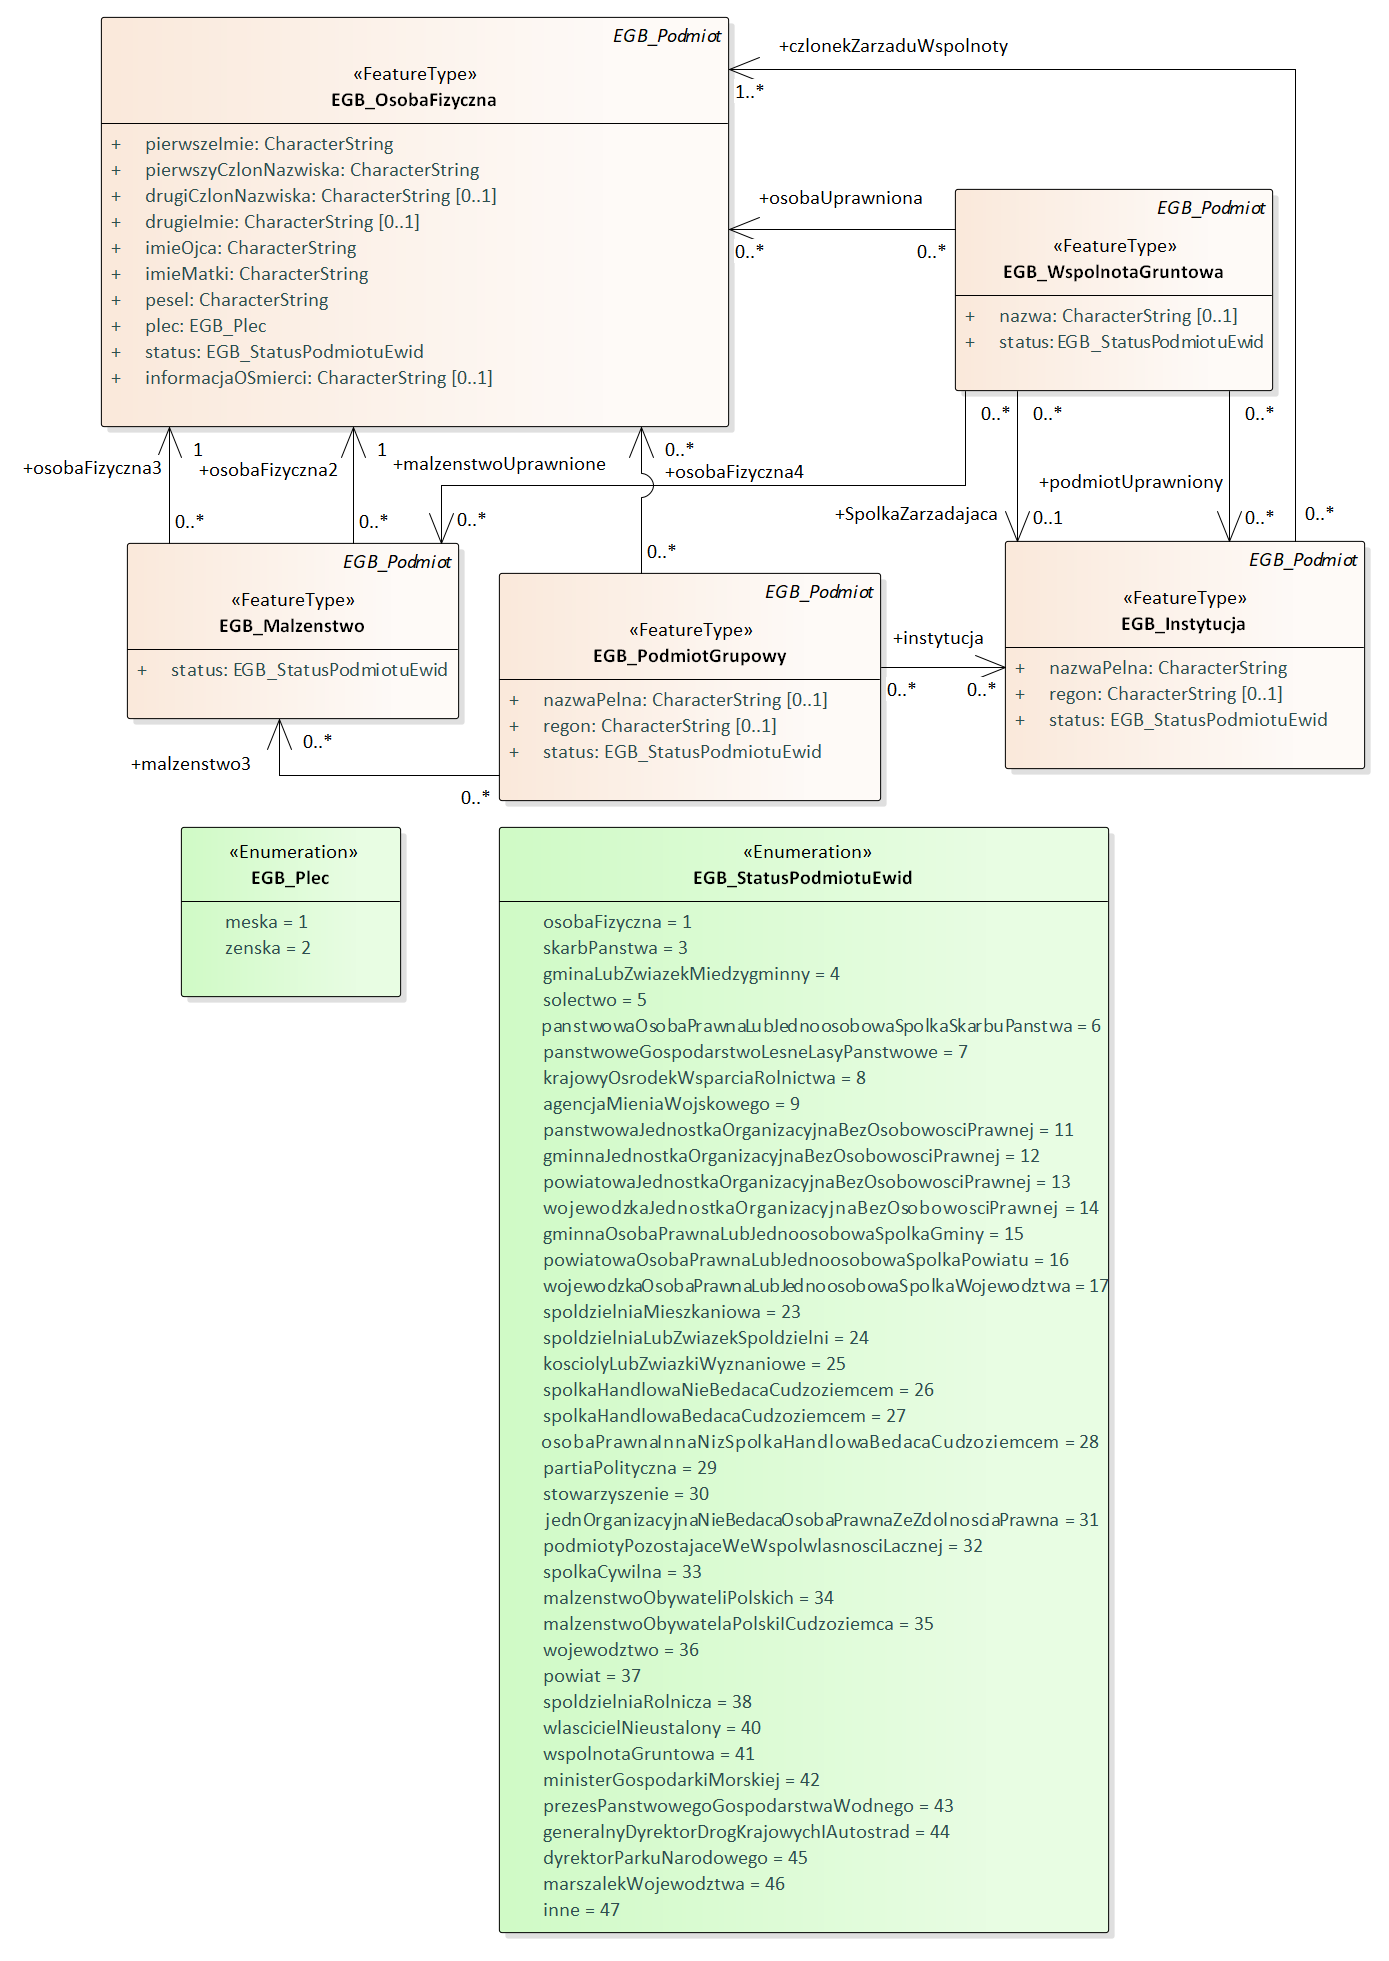 EGB_Podmiot
«FeatureType»
EGB_OsobaFizyczna
+ pierwszeImie: CharacterString
+ pierwszyCzlonNazwiska: CharacterString
+ drugiCzlonNazwiska: CharacterString [0..1]
+ drugieImie: CharacterString [0..1]
+ imieOjca: CharacterString
+ imieMatki: CharacterString
+ pesel: CharacterString
+ plec: EGB_Plec
+ status: EGB_StatusPodmiotuEwid
+ informacjaOSmierci: CharacterString [0..1]
+czlonekZarzaduWspolnoty
1..*
+osobaUprawniona
0..*
0..*
EGB_Podmiot
«FeatureType»
EGB_WspolnotaGruntowa
+ nazwa: CharacterString [0..1]
+ status: EGB_StatusPodmiotuEwid
0..*
0..*
0..*
1
1
0..*
+osobaFizyczna3
+osobaFizyczna2
+malzenstwoUprawnione
+osobaFizyczna4
+podmiotUprawniony
+SpolkaZarzadajaca
0..*
0..*
0..*
0..1
0..*
0..*
0..*
EGB_Podmiot
«FeatureType»
EGB_Malzenstwo
+ status: EGB_StatusPodmiotuEwid
EGB_Podmiot
«FeatureType»
EGB_PodmiotGrupowy
+ nazwaPelna: CharacterString [0..1]
+ regon: CharacterString [0..1]
+ status: EGB_StatusPodmiotuEwid
+instytucja
0..*
0..*
EGB_Podmiot
«FeatureType»
EGB_Instytucja
+ nazwaPelna: CharacterString
+ regon: CharacterString [0..1]
+ status: EGB_StatusPodmiotuEwid
0..*
+malzenstwo3
0..*
«Enumeration»
EGB_Plec
meska = 1
zenska = 2
«Enumeration»
EGB_StatusPodmiotuEwid
osobaFizyczna = 1
skarbPanstwa = 3
gminaLubZwiazekMiedzygminny = 4
solectwo = 5
panstwowaOsobaPrawnaLubJednoosobowaSpolkaSkarbuPanstwa = 6
panstwoweGospodarstwoLesneLasyPanstwowe = 7
krajowyOsrodekWsparciaRolnictwa = 8
agencjaMieniaWojskowego = 9
panstwowaJednostkaOrganizacyjnaBezOsobowosciPrawnej = 11
gminnaJednostkaOrganizacyjnaBezOsobowosciPrawnej = 12
powiatowaJednostkaOrganizacyjnaBezOsobowosciPrawnej = 13
wojewodzkaJednostkaOrganizacyjnaBezOsobowosciPrawnej = 14
gminnaOsobaPrawnaLubJednoosobowaSpolkaGminy = 15
powiatowaOsobaPrawnaLubJednoosobowaSpolkaPowiatu = 16
wojewodzkaOsobaPrawnaLubJednoosobowaSpolkaWojewodztwa = 17
spoldzielniaMieszkaniowa = 23
spoldzielniaLubZwiazekSpoldzielni = 24
koscioly​LubZwiazkiWyznaniowe = 25
spolkaHandlowaNieBedacaCudzoziemcem = 26
spolkaHandlowaBedacaCudzoziemcem = 27
osobaPrawnaInnaNizSpolkaHandlowaBedacaCudzoziemcem = 28
partiaPolityczna = 29
stowarzyszenie = 30
jednOrganizacyjnaNieBedacaOsobaPrawnaZeZdolnosciaPrawna = 31
podmiotyPozostajaceWeWspolwlasnosciLacznej = 32
spolkaCywilna = 33
malzenstwoObywateliPolskich = 34
malzenstwoObywatelaPolskiICudzoziemca = 35
wojewodztwo = 36
powiat = 37
spoldzielniaRolnicza = 38
wlascicielNieustalony = 40
wspolnotaGruntowa = 41
ministerGospodarkiMorskiej = 42
prezesPanstwowegoGospodarstwaWodnego = 43
generalnyDyrektorDrogKrajowychIAutostrad = 44
dyrektorParkuNarodowego = 45
marszalekWojewodztwa = 46
inne = 47